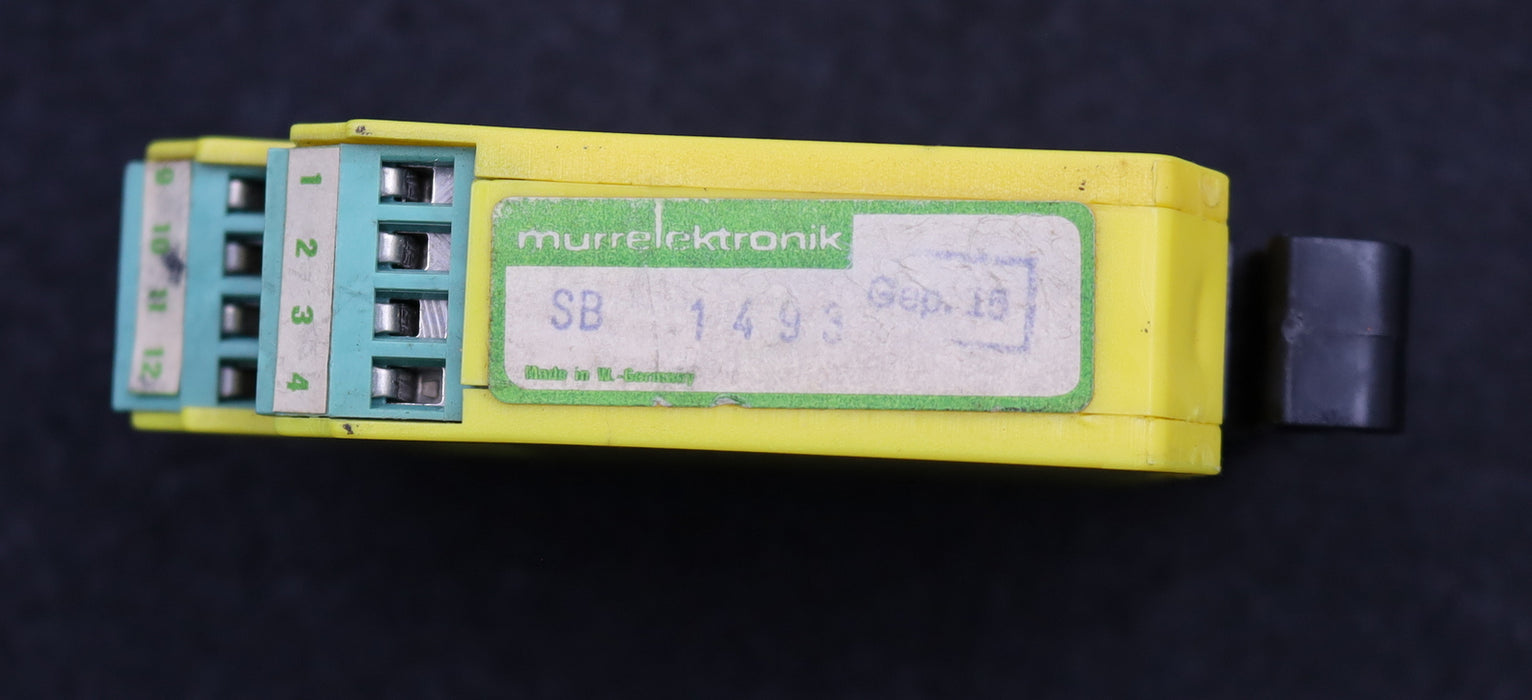 9
10
11
12
1
2
3
4
murrelektronik
SB 1493
Gep. 15
Made in W.-Germany